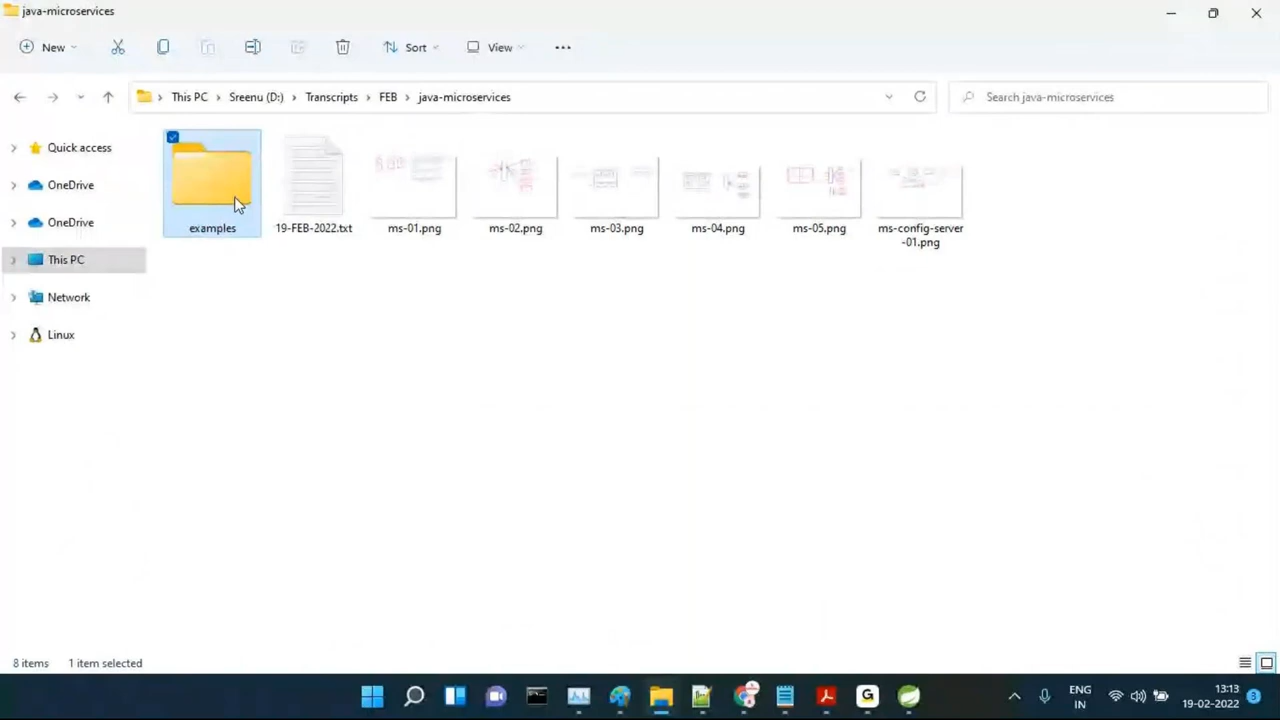 java-microservices
New
Sort
View
This PC
Sreenu (D:)
Transcripts
FEB
java-microservices
Search java-microservices
Quick access
OneDrive
OneDrive
This PC
Network
Linux
examples
19-FEB-2022.txt
ms-01.png
ms-02.png
ms-03.png
ms-04.png
ms-05.png
ms-config-server
-01.png
8 items
1 item selected
ENG
IN
13:13
19-02-2022
3